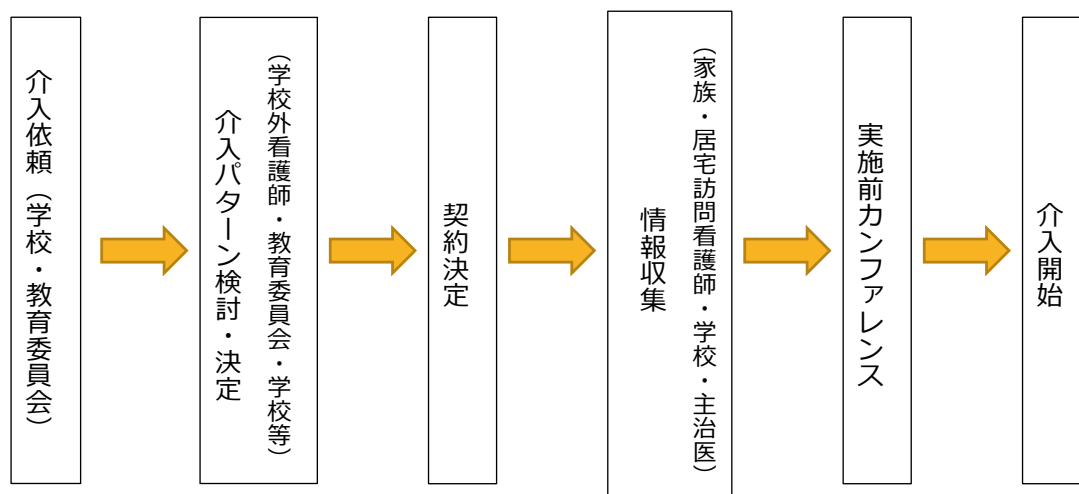 介入依頼（学校・教育委員会）
（学校外看護師・教育委員会・学校等）
介入パターン検討・決定
契約決定
（家族・居宅訪問看護師・学校・主治医）
情報収集
実施前カンファレンス
介入開始